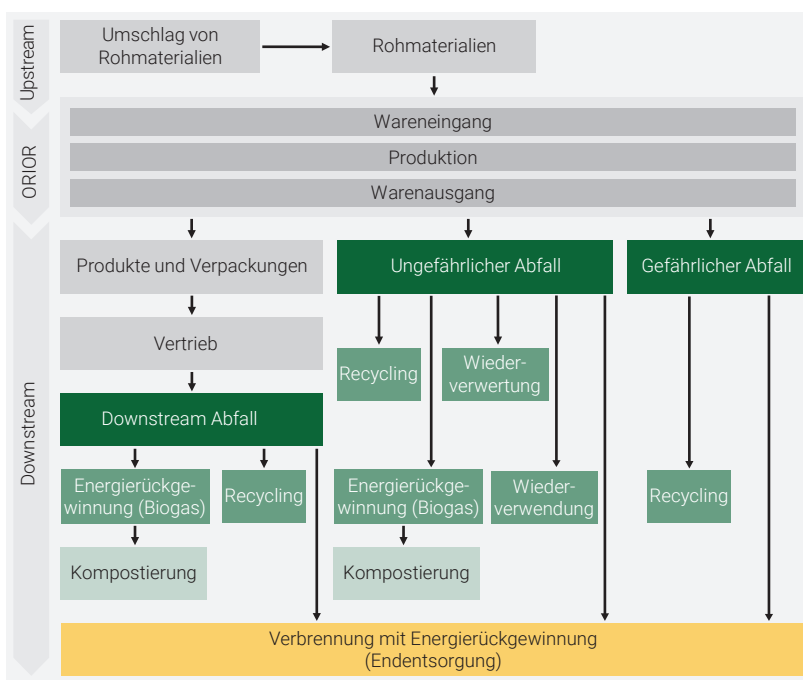 Upstream
Umschlag von
Rohmaterialien
Rohmaterialien
ORIOR
Wareneingang
Produktion
Warenausgang
Downstream
Produkte und Verpackungen
Ungefährlicher Abfall
Gefährlicher Abfall
Vertrieb
Recycling
Wieder-
verwertung
Downstream Abfall
Energierückge-
winnung (Biogas)
Recycling
Energierückge-
winnung (Biogas)
Wieder-
verwendung
Recycling
Kompostierung
Kompostierung
Verbrennung mit Energierückgewinnung
(Endentsorgung)